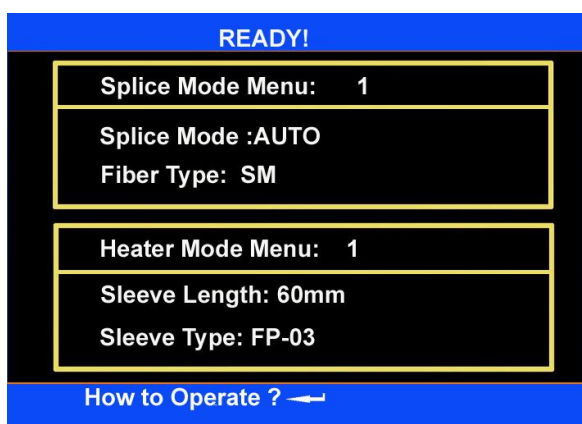 READY!
Splice Mode Menu: 1
Splice Mode :AUTO
Fiber Type: SM
Heater Mode Menu: 1
Sleeve Length: 60mm
Sleeve Type: FP-03
How to Operate ?